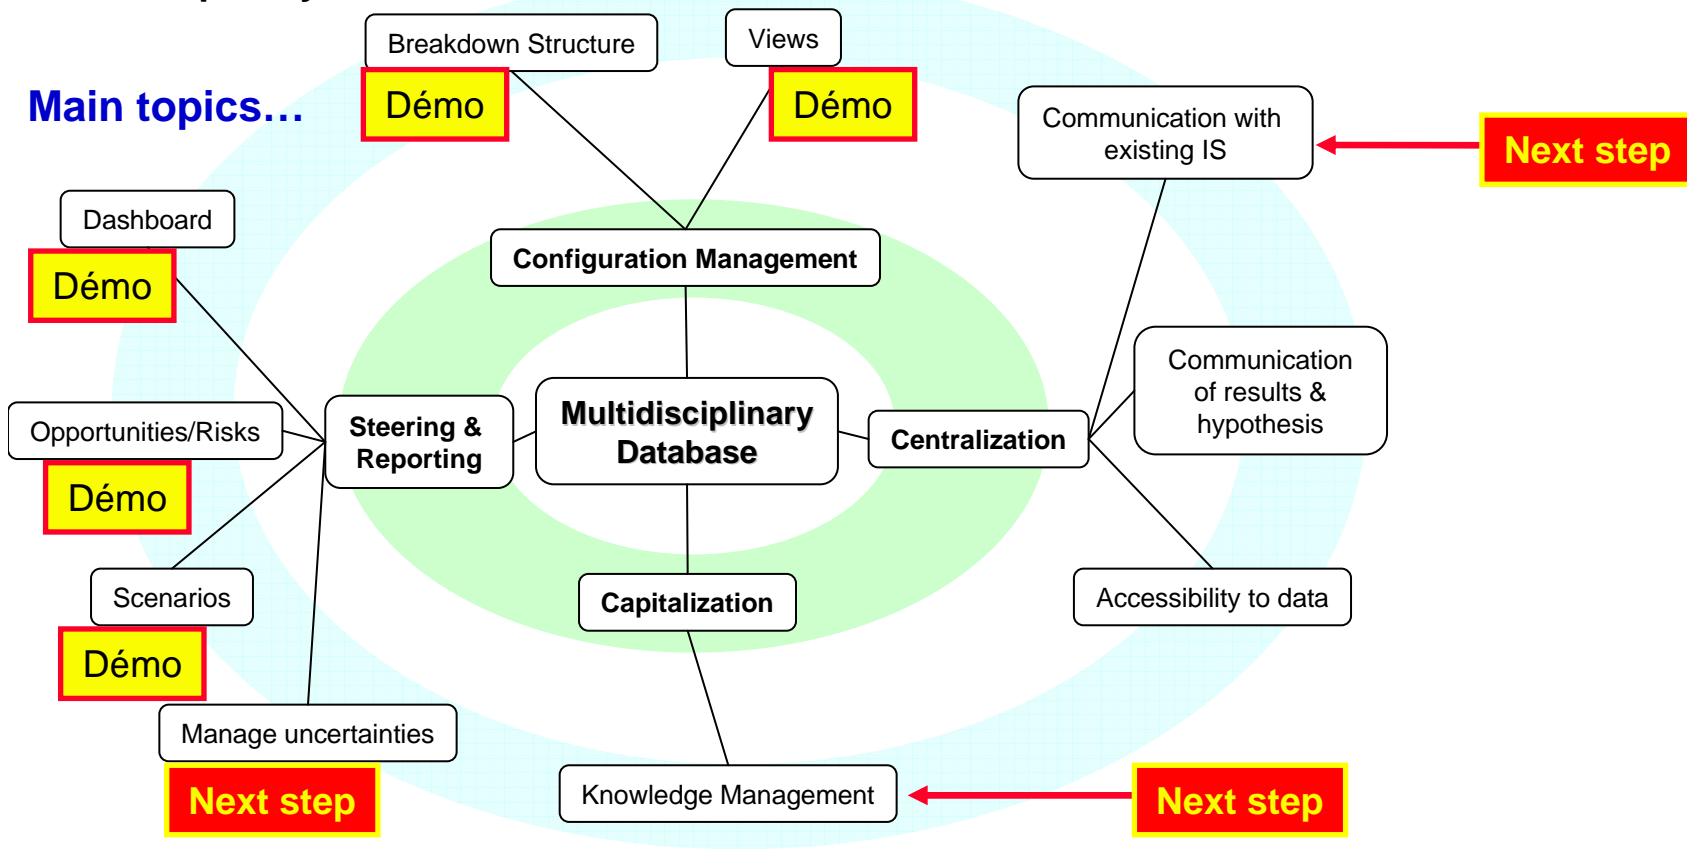 Breakdown Structure
Views
Démo
Démo
Main topics…
Communication with
existing IS
Next step
Dashboard
Démo
Configuration Management
Communication
of results &
hypothesis
Multidisciplinary
Database
Steering &
Reporting
Centralization
Opportunities/Risks
Démo
Scenarios
Démo
Capitalization
Accessibility to data
Manage uncertainties
Next step
Knowledge Management
Next step